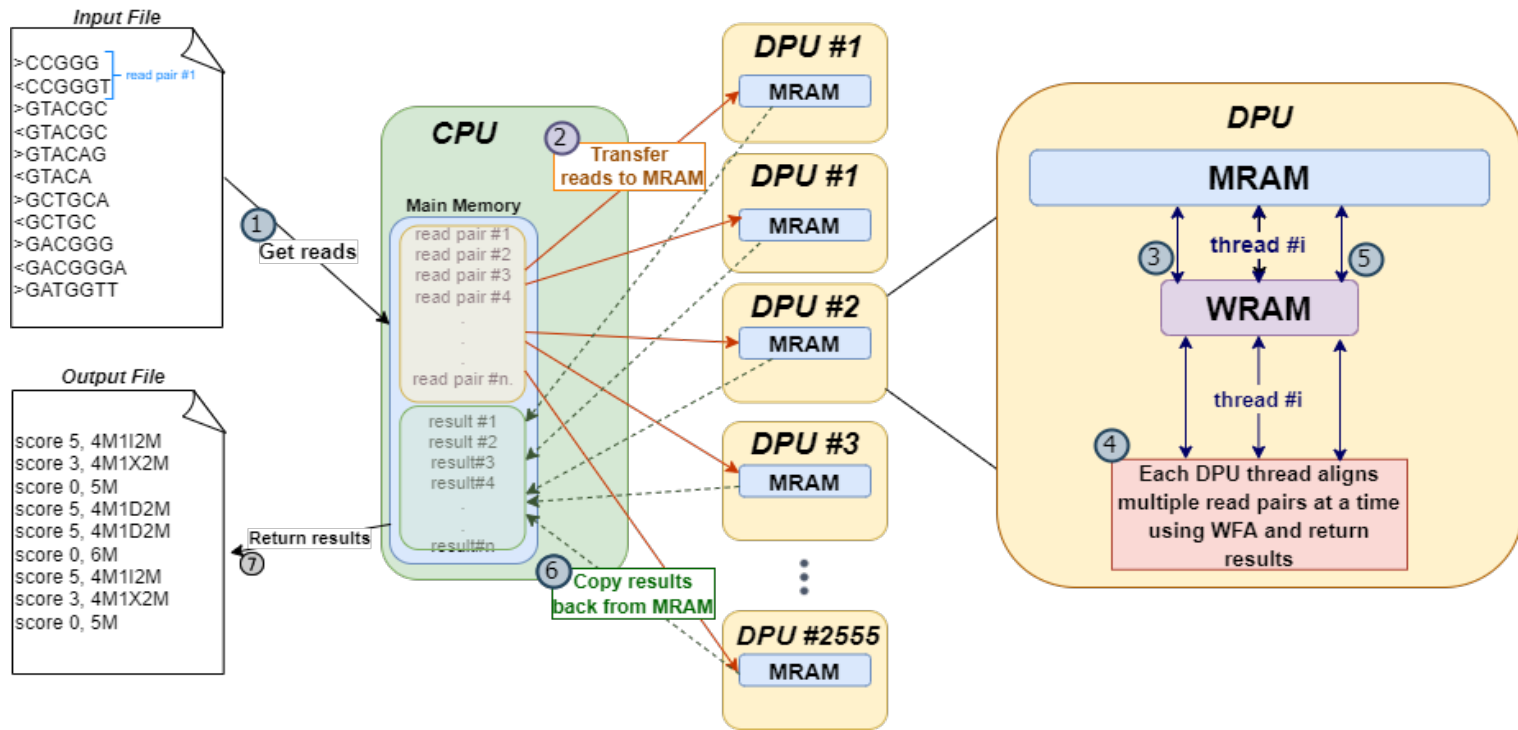 Input File
>CCGGG
<CCGGGT
read pair #1
>GTACGC
<GTACGC
>GTACAG
<GTACA
>GCTGCA
<GCTGC
>GACGGG
<GACGGGA
>GATGGTT
1
Get reads
Output File
score 5, 4M1I2M
score 3, 4M1X2M
score 0, 5M
score 5, 4M1D2M
score 5, 4M1D2M
score 0, 6M
score 5, 4M1I2M
score 3, 4M1X2M
score 0, 5M
Return results
7
CPU
2
Transfer
reads to MRAM
Main Memory
read pair #1
read pair #2
read pair #3
read pair #4
.
.
.
read pair #n.
result #1
result #2
result#3
result#4
.
.
result#n
6
Copy results
back from MRAM
DPU #1
MRAM
DPU #1
MRAM
DPU #2
MRAM
DPU #3
MRAM
DPU #2555
MRAM
DPU
MRAM
3
thread #i
5
WRAM
thread #i
4
Each DPU thread aligns
multiple read pairs at a time
using WFA and return
results